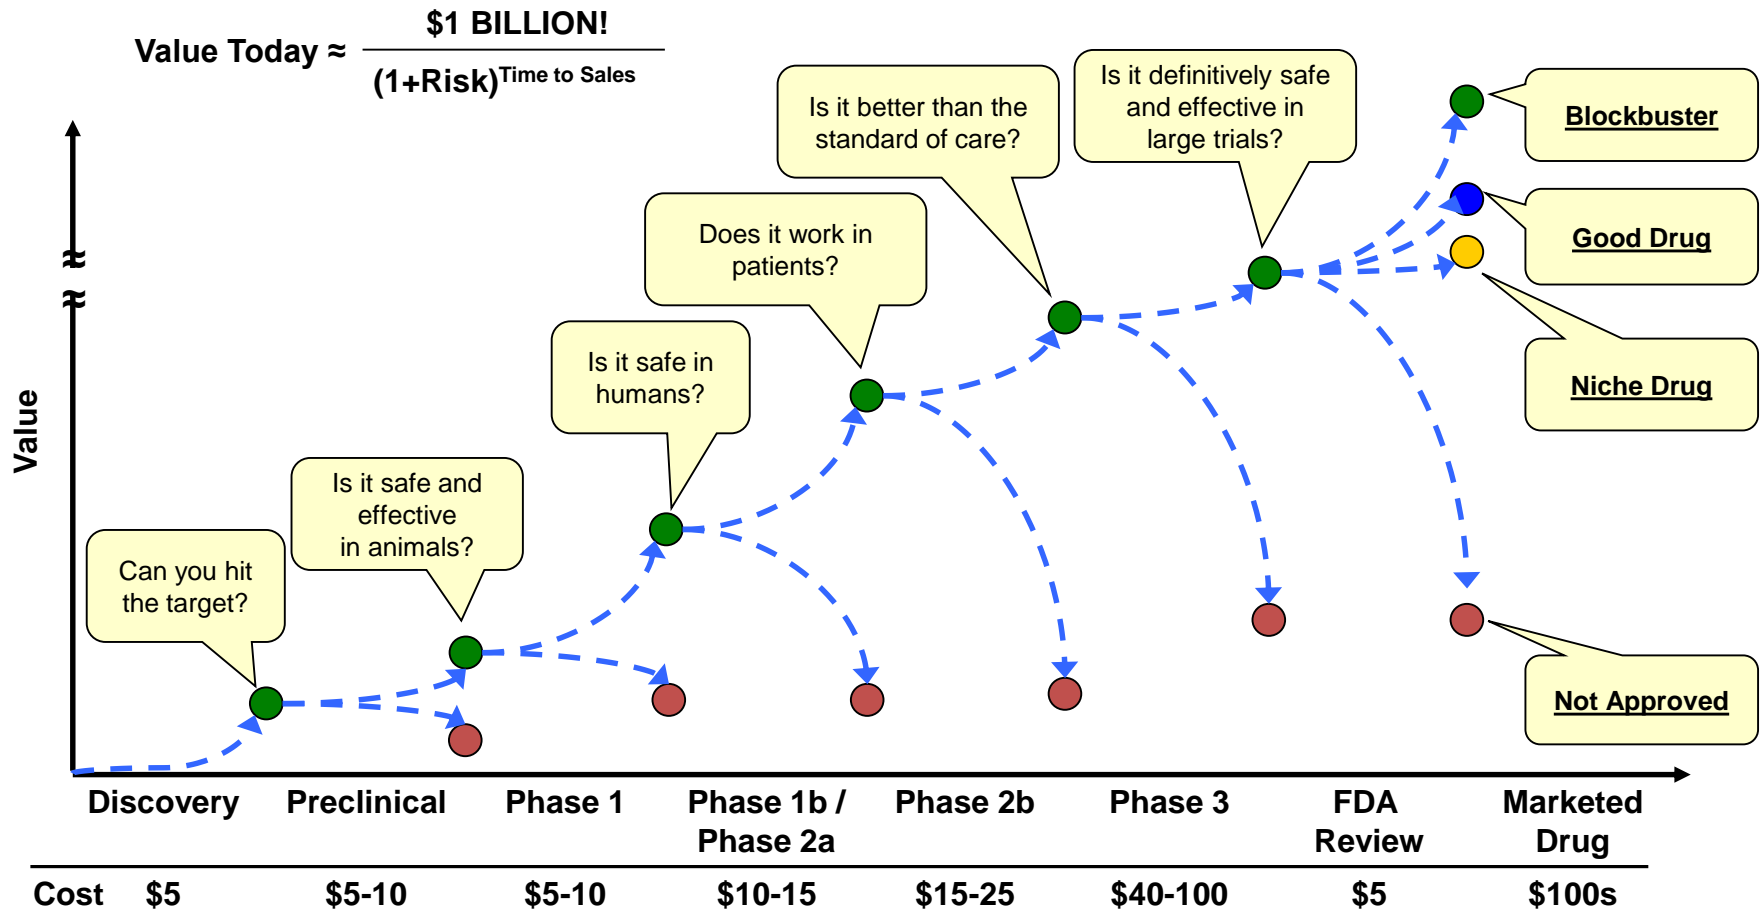 $1 BILLION!
Value Today ≈
(1+Risk)Time to Sales
Is it definitively safe
and effective in
large trials?
Blockbuster
Is it better than the
standard of care?
Good Drug
Does it work in
patients?
Niche Drug
Is it safe in
humans?
Value
Is it safe and
effective
in animals?
Can you hit
the target?
Not Approved
≈
≈
Discovery Preclinical Phase 1 Phase 1b / Phase 2b Phase 3 FDA Marketed
Phase 2a Review Drug
Cost $5 $5-10 $5-10 $10-15 $15-25 $40-100 $5 $100s